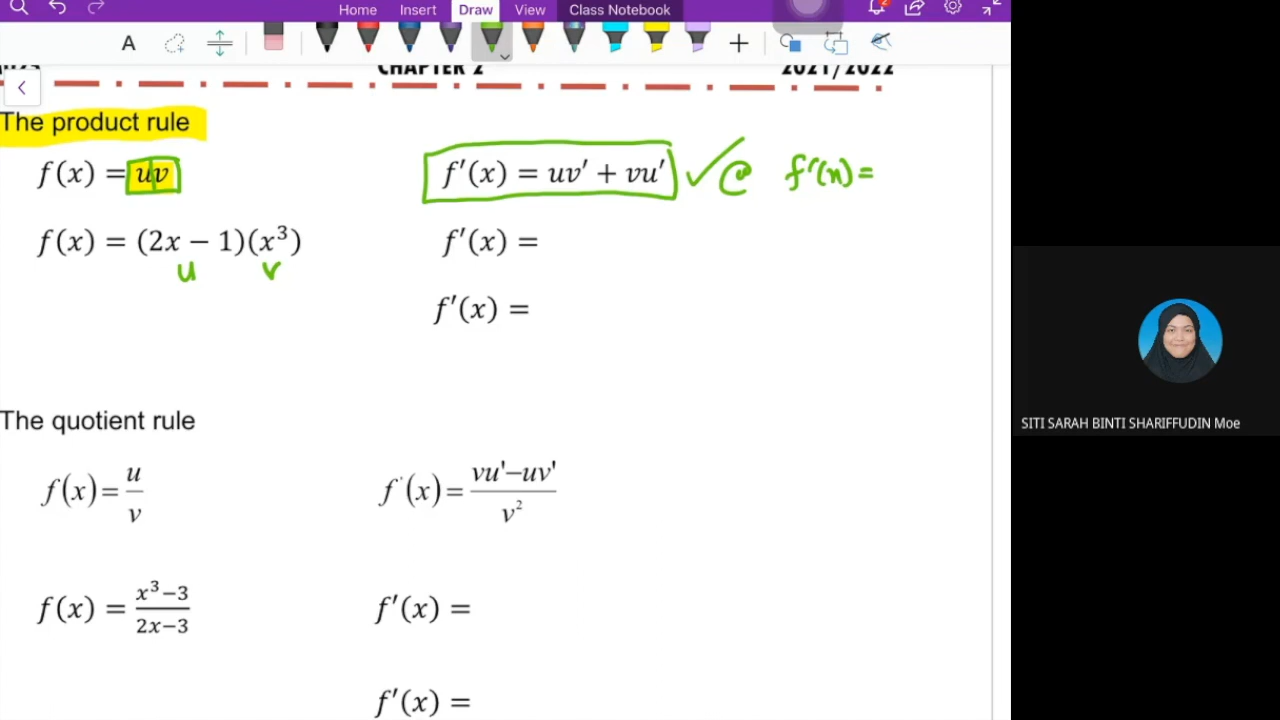 Home Insert Draw View Class Notebook
2
A
CHAPTER 2 2021/2022
The product rule
f(x) = uv f'(x) = uv' + vu' ✓@ f'(x) =
f(x) = (2x − 1)(x³) f'(x) =
u v
f'(x) =
SITI SARAH BINTI SHARIFFUDIN Moe
The quotient rule
f(x) = u/v f'(x) = vu'−uv'/v²
f(x) = x³−3/2x−3 f'(x) =
f'(x) =